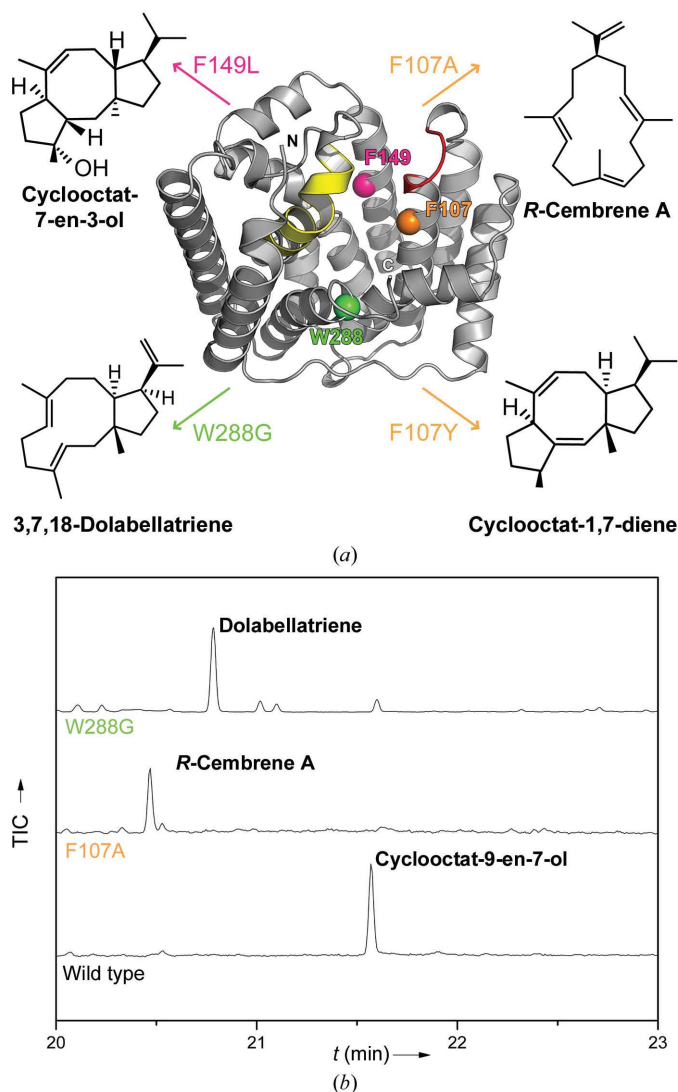 F149L
F107A
H
H
H
OH
Cyclooctat-
7-en-3-ol
N
F149
F107
C
W288
R-Cembrene A
W288G
F107Y
H
H
3,7,18-Dolabellatriene
H
H
Cyclooctat-1,7-diene
(a)
Dolabellatriene
W288G
R-Cembrene A
F107A
Cyclooctat-9-en-7-ol
Wild type
TIC →
20 21 22 23
t (min) →
(b)